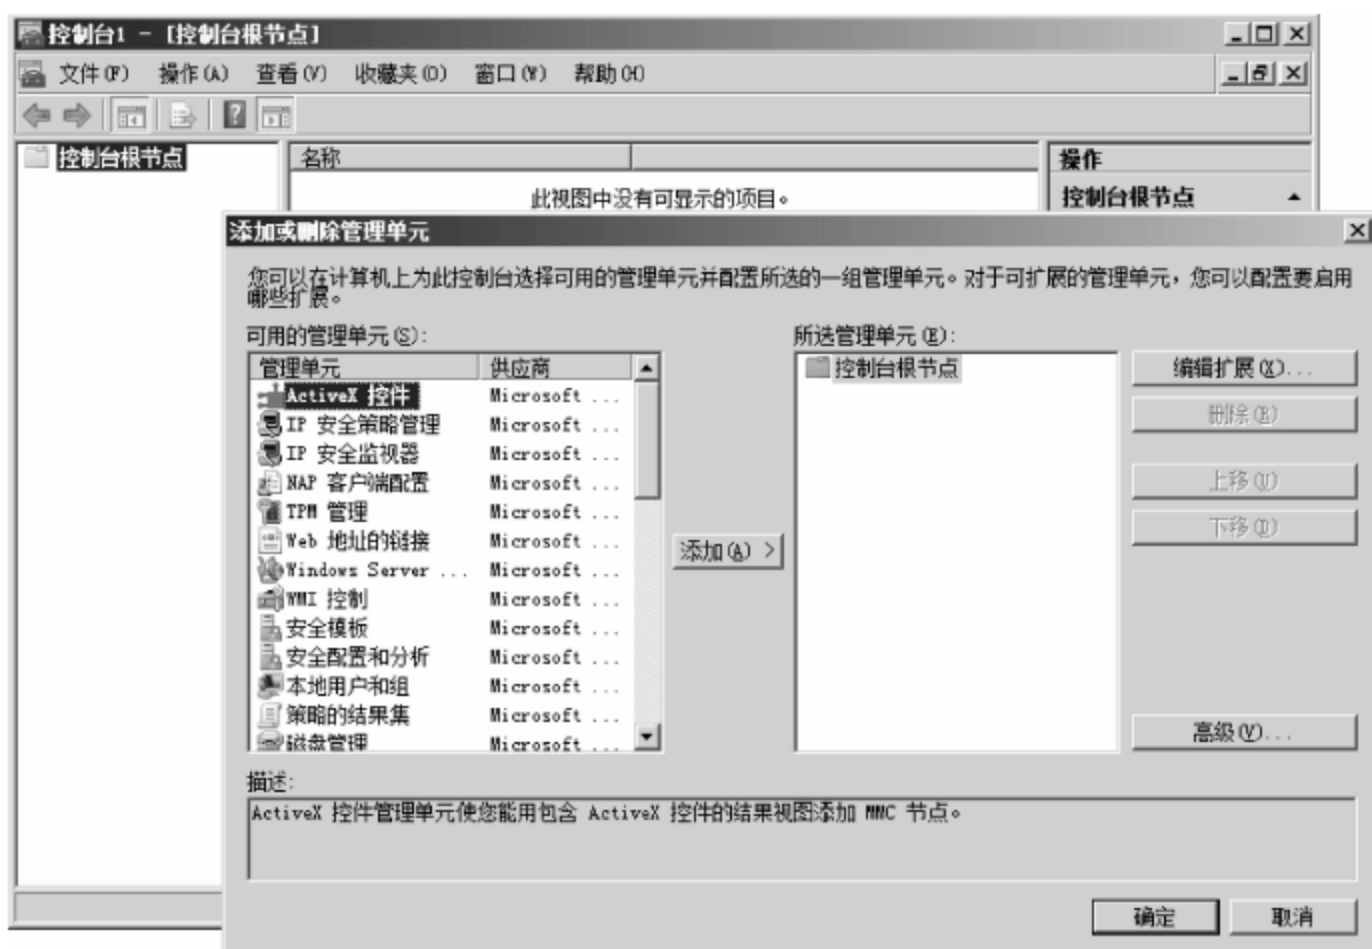 控制台1 - [控制台根节点]
文件(F) 操作(A) 查看(V) 收藏夹(O) 窗口(W) 帮助(H)
控制台根节点
名称
此视图中没有可显示的项目。
操作
控制台根节点
添加或删除管理单元
您可以在计算机上为此控制台选择可用的管理单元并配置所选的一组管理单元。对于可扩展的管理单元，您可以配置要启用
哪些扩展。
可用的管理单元(S):
管理单元 供应商
ActiveX 控件 Microsoft ...
IP 安全策略管理 Microsoft ...
IP 安全监视器 Microsoft ...
NAP 客户端配置 Microsoft ...
TPM 管理 Microsoft ...
Web 地址的链接 Microsoft ...
Windows Server ... Microsoft ...
WMI 控制 Microsoft ...
安全模板 Microsoft ...
安全配置和分析 Microsoft ...
本地用户和组 Microsoft ...
策略的结果集 Microsoft ...
磁盘管理 Microsoft ...
添加(A) >
所选管理单元(E):
控制台根节点
编辑扩展(X)...
删除(R)
上移(U)
下移(D)
高级(V)...
描述:
ActiveX 控件管理单元使您能用包含 ActiveX 控件的结果视图添加 MMC 节点。
确定 取消